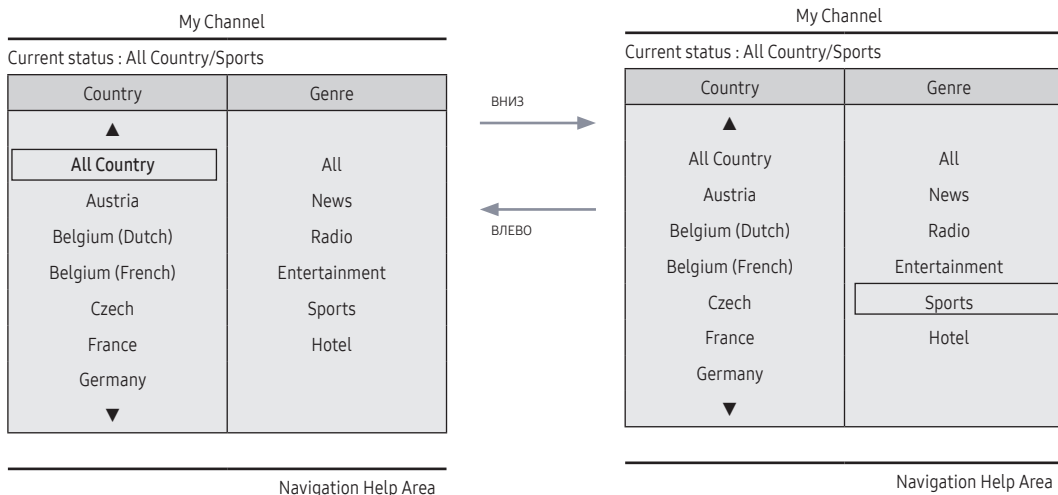 My Channel
Current status : All Country/Sports
Country Genre
▲
All Country All
Austria News
Belgium (Dutch) Radio
Belgium (French) Entertainment
Czech Sports
France Hotel
Germany
▼
Navigation Help Area
ВНИЗ
ВЛЕВО
My Channel
Current status : All Country/Sports
Country Genre
▲
All Country All
Austria News
Belgium (Dutch) Radio
Belgium (French) Entertainment
Czech Sports
France Hotel
Germany
▼
Navigation Help Area